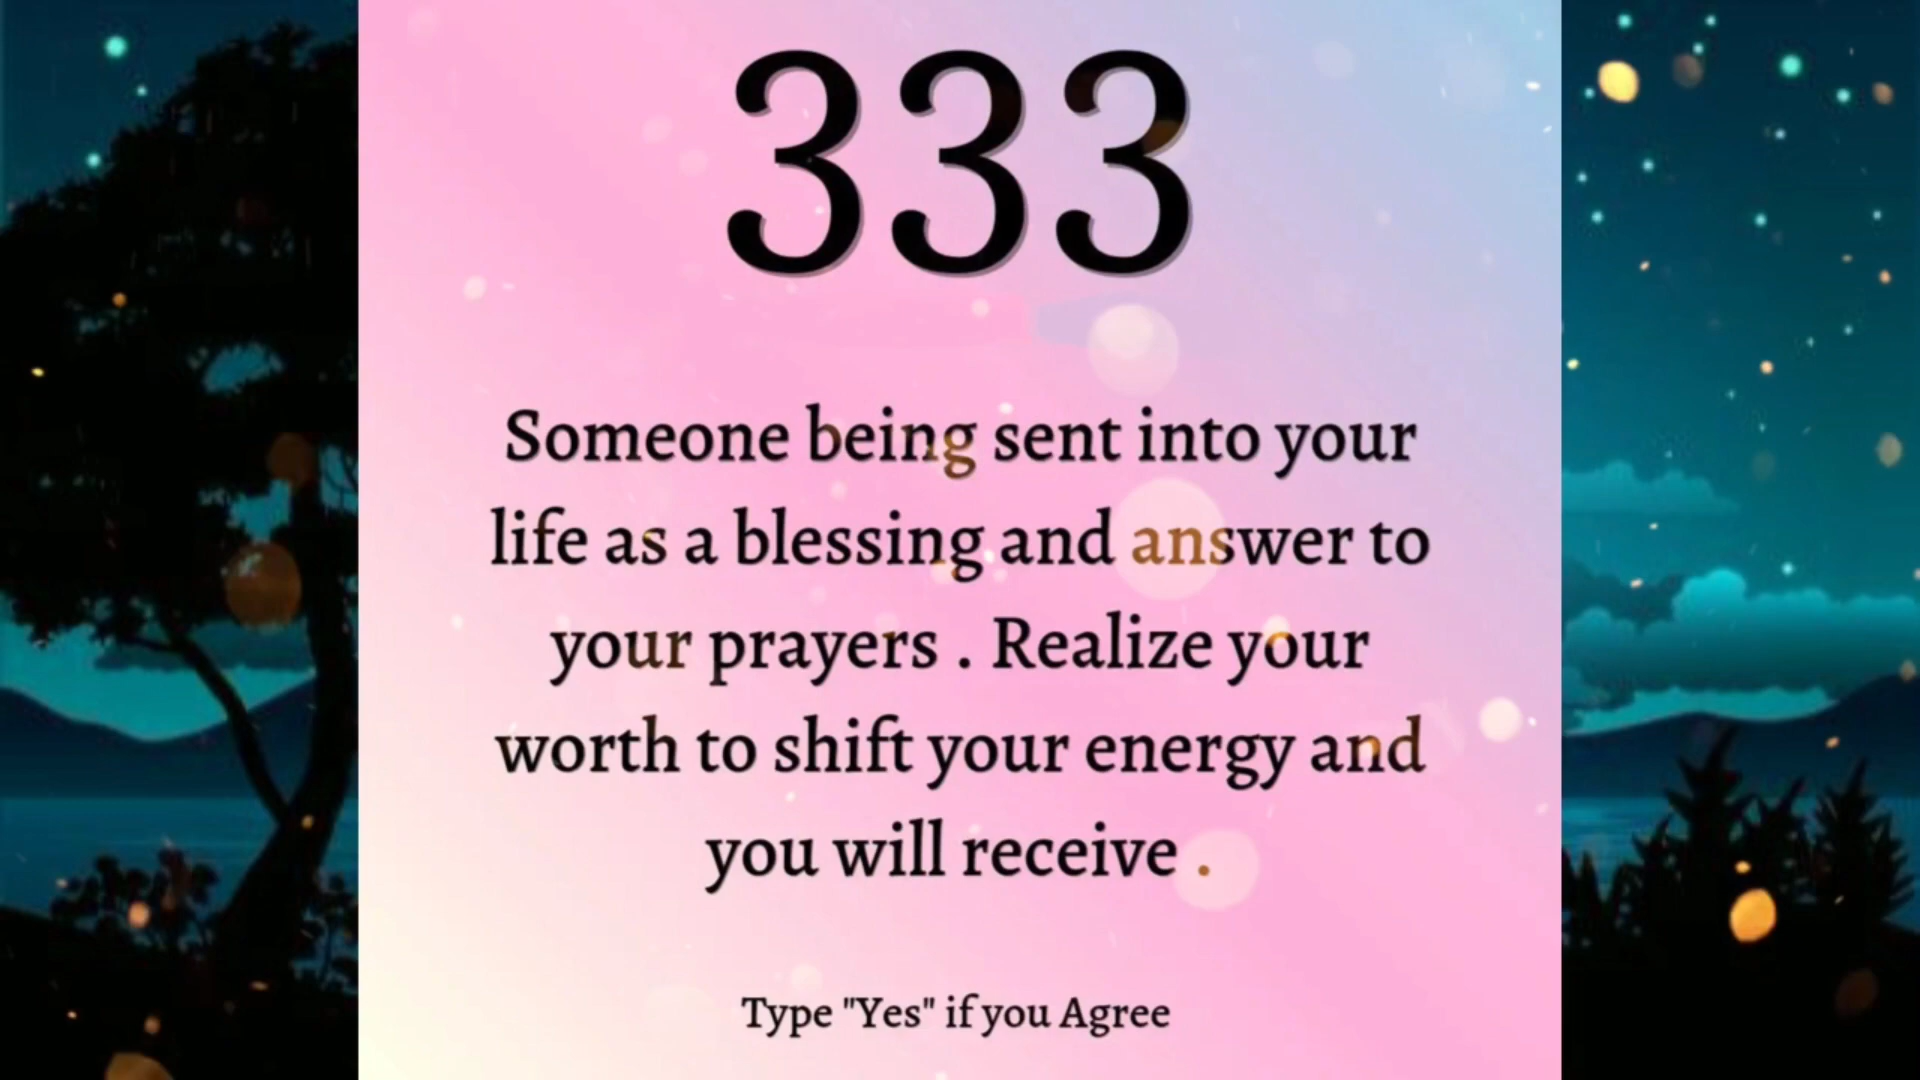 333
Someone being sent into your
life as a blessing and answer to
your prayers . Realize your
worth to shift your energy and
you will receive .
Type "Yes" if you Agree